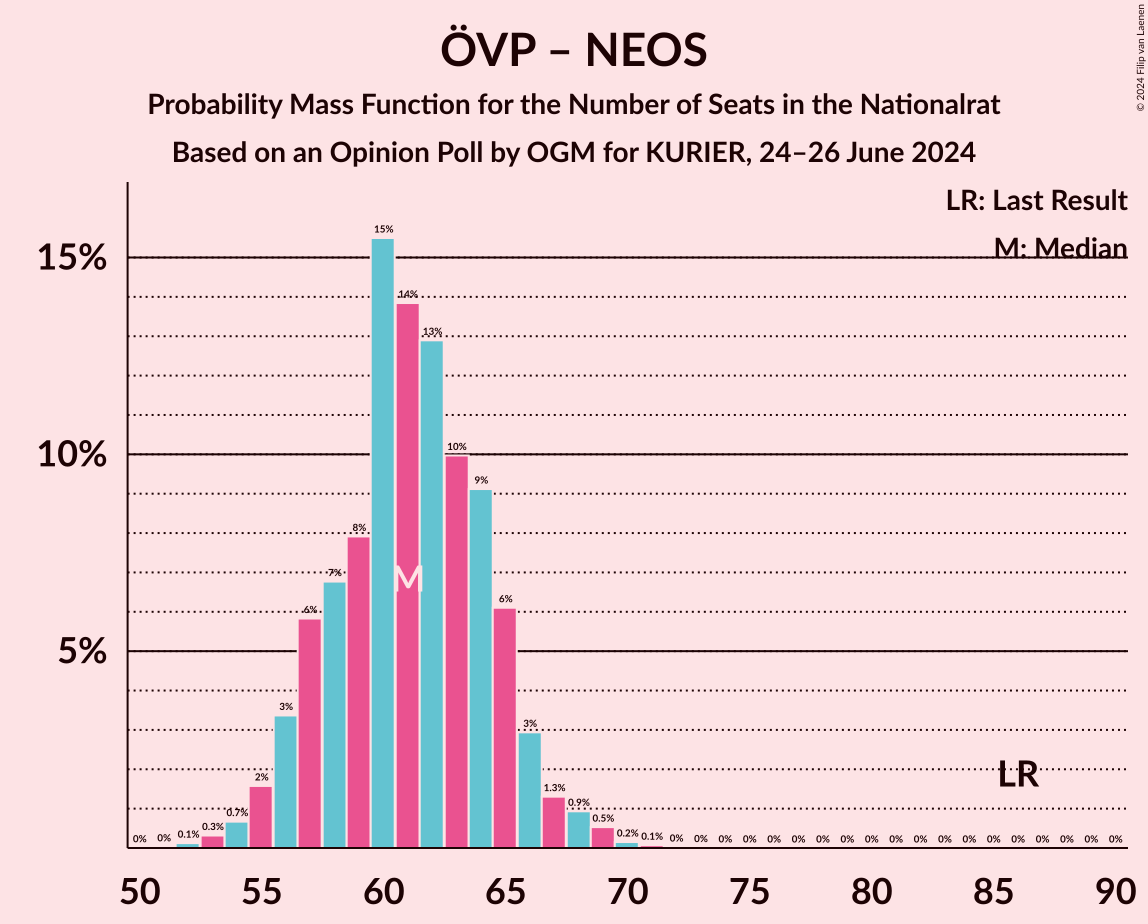 ÖVP – NEOS
Probability Mass Function for the Number of Seats in the Nationalrat
Based on an Opinion Poll by OGM for KURIER, 24–26 June 2024
© 2024 Filip van Laenen
LR: Last Result
M: Median
15%
10%
5%
0% 0% 0.1% 0.3% 0.7% 2% 3% 6% 7% 8% 15% 14% 13% 10% 9% 6% 3% 1.3% 0.9% 0.5% 0.2% 0.1% 0% 0% 0% 0% 0% 0% 0% 0% 0% 0% 0% 0% 0% 0% 0% 0% 0% 0% 0%
M
LR
50 55 60 65 70 75 80 85 90